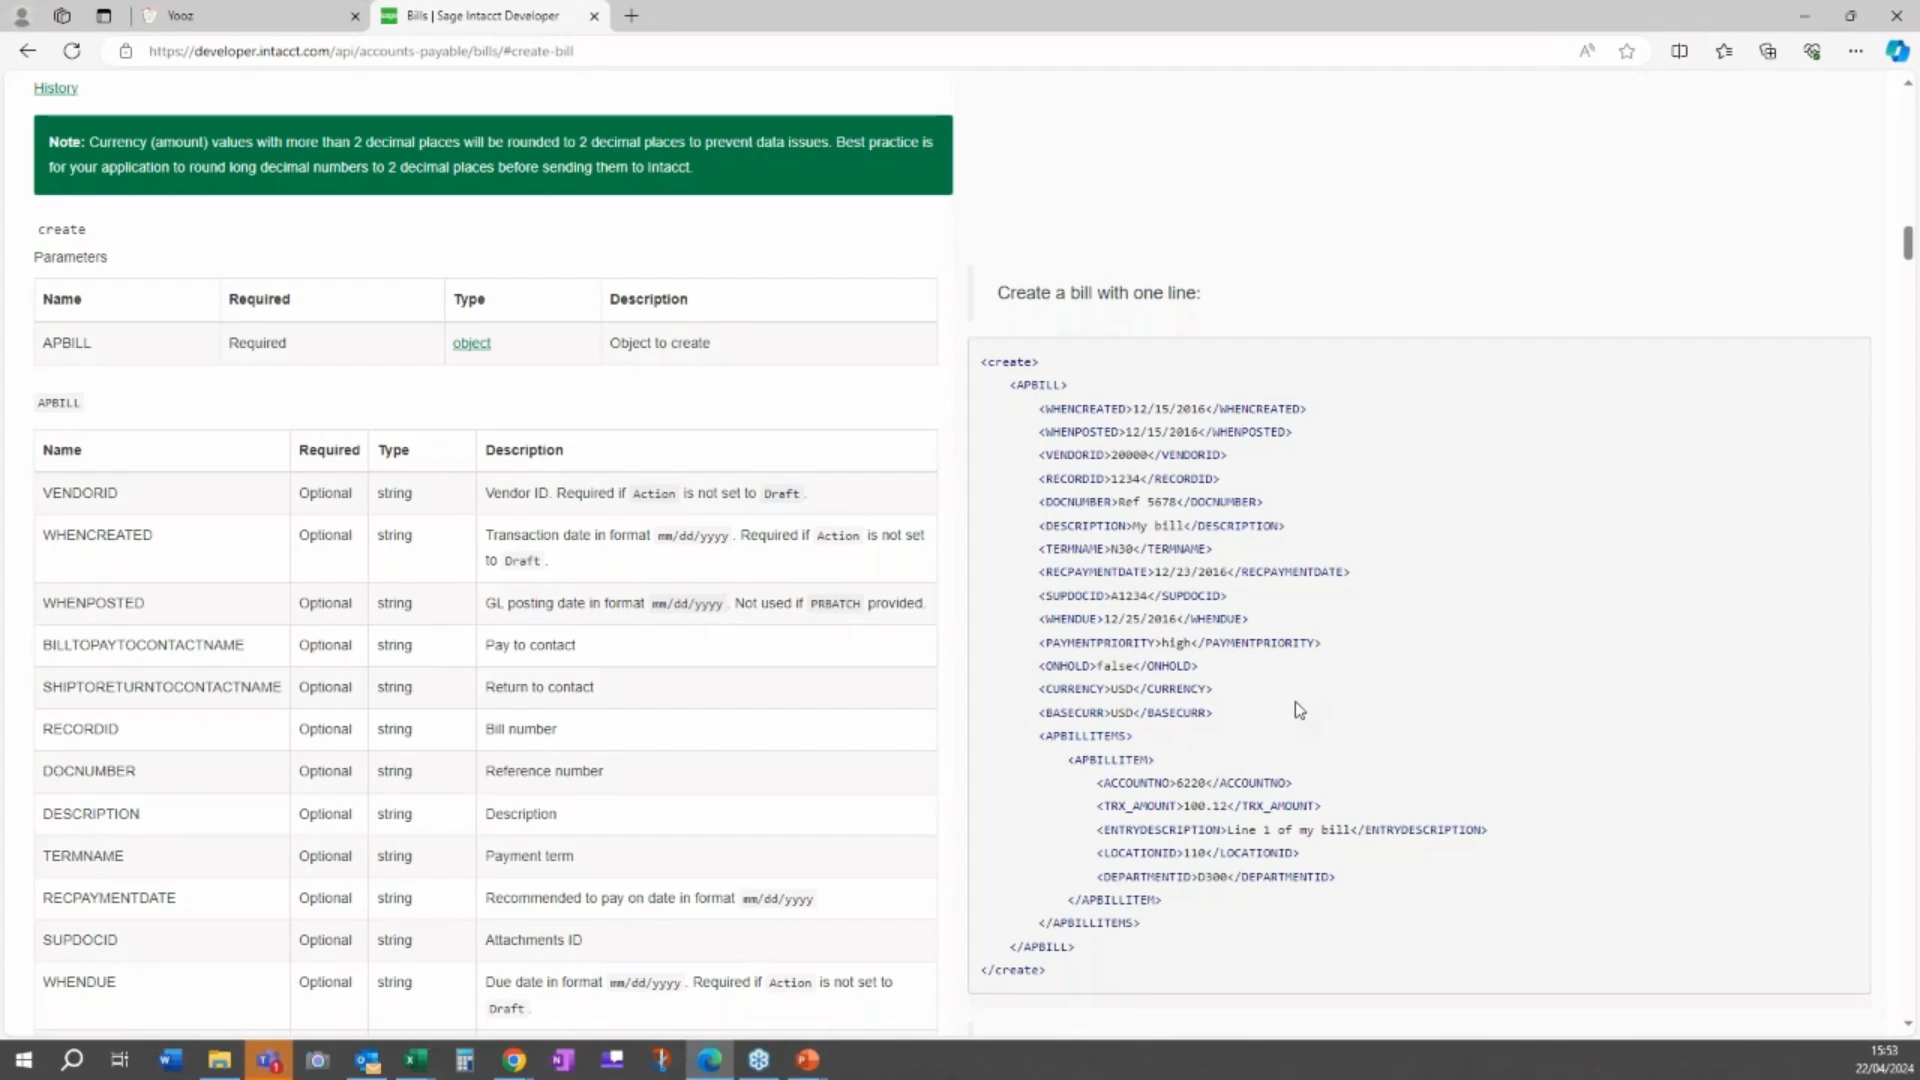 Yooz
Bills | Sage Intacct Developer
https://developer.intacct.com/api/accounts-payable/bills/#create-bill
History
Note: Currency (amount) values with more than 2 decimal places will be rounded to 2 decimal places to prevent data issues. Best practice is
for your application to round long decimal numbers to 2 decimal places before sending them to Intacct.
create
Parameters
Name Required Type Description
APBILL Required object Object to create
APBILL
Name Required Type Description
VENDORID Optional string Vendor ID. Required if Action is not set to Draft.
WHENCREATED Optional string Transaction date in format mm/dd/yyyy. Required if Action is not set
to Draft.
WHENPOSTED Optional string GL posting date in format mm/dd/yyyy. Not used if PRBATCH provided.
BILLTOPAYTOCONTACTNAME Optional string Pay to contact
SHIPTORETURNTOCONTACTNAME Optional string Return to contact
RECORDID Optional string Bill number
DOCNUMBER Optional string Reference number
DESCRIPTION Optional string Description
TERMNAME Optional string Payment term
RECPAYMENTDATE Optional string Recommended to pay on date in format mm/dd/yyyy
SUPDOCID Optional string Attachments ID
WHENDUE Optional string Due date in format mm/dd/yyyy. Required if Action is not set to
Draft.
Create a bill with one line:
<create>
<APBILL>
<WHENCREATED>12/15/2016</WHENCREATED>
<WHENPOSTED>12/15/2016</WHENPOSTED>
<VENDORID>20000</VENDORID>
<RECORDID>1234</RECORDID>
<DOCNUMBER>Ref 5678</DOCNUMBER>
<DESCRIPTION>My bill</DESCRIPTION>
<TERMNAME>N30</TERMNAME>
<RECPAYMENTDATE>12/23/2016</RECPAYMENTDATE>
<SUPDOCID>A1234</SUPDOCID>
<WHENDUE>12/25/2016</WHENDUE>
<PAYMENTPRIORITY>high</PAYMENTPRIORITY>
<ONHOLD>false</ONHOLD>
<CURRENCY>USD</CURRENCY>
<BASECURR>USD</BASECURR>
<APBILLITEMS>
<APBILLITEM>
<ACCOUNTNO>6220</ACCOUNTNO>
<TRX_AMOUNT>100.12</TRX_AMOUNT>
<ENTRYDESCRIPTION>Line 1 of my bill</ENTRYDESCRIPTION>
<LOCATIONID>110</LOCATIONID>
<DEPARTMENTID>D300</DEPARTMENTID>
</APBILLITEM>
</APBILLITEMS>
</APBILL>
</create>
15:53
22/04/2024